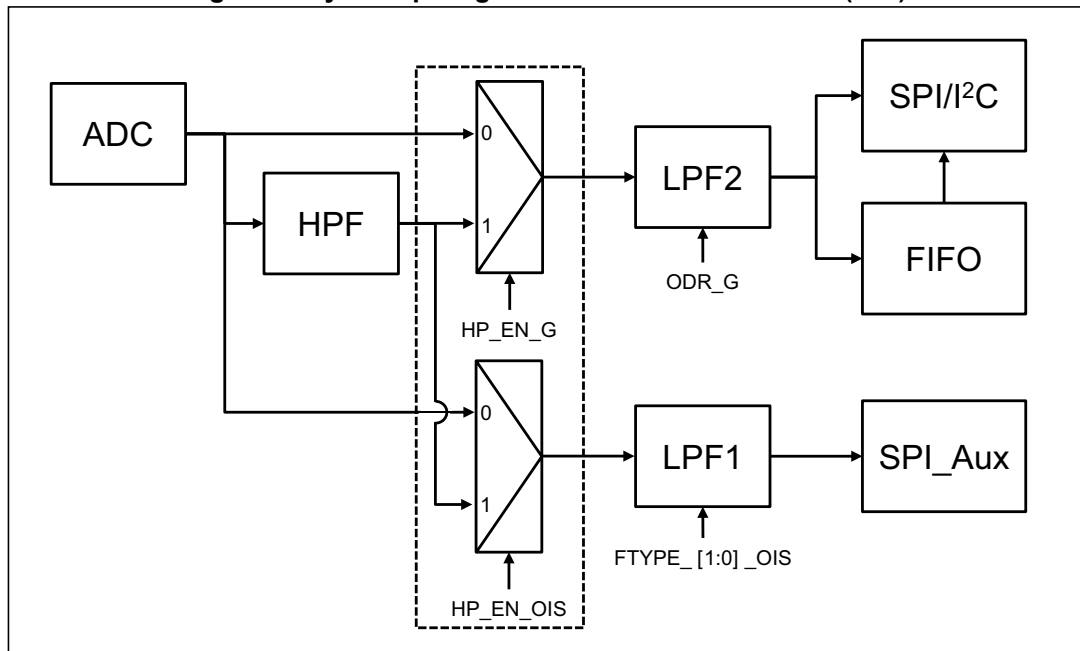 ADC
HPF
0
1
HP_EN_G
LPF2
ODR_G
SPI/I²C
FIFO
0
1
HP_EN_OIS
LPF1
FTYPE_ [1:0] _OIS
SPI_Aux